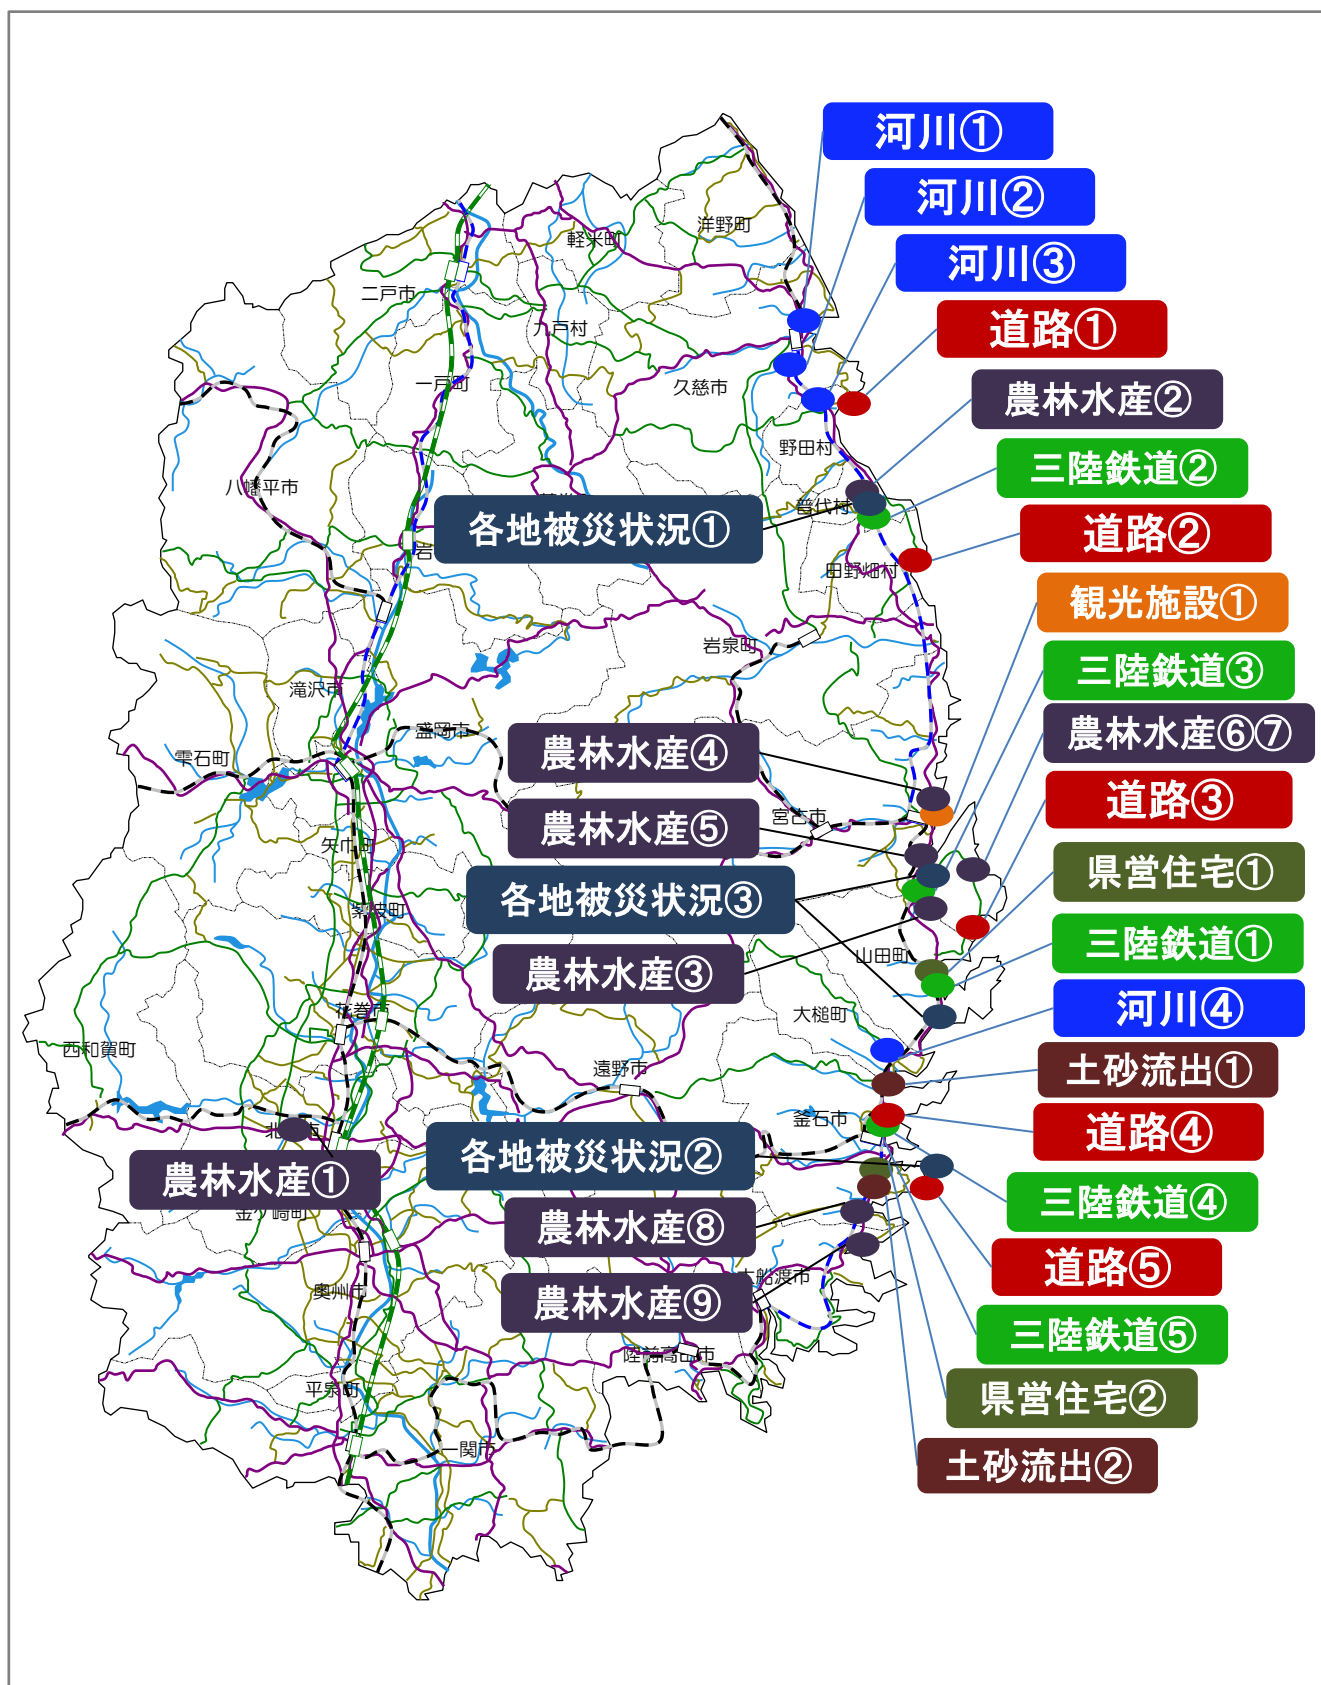 河川①
河川②
軽米町
洋野町
河川③
二戸市
道路①
九戸村
一戸町
久慈市
農林水産②
野田村
三陸鉄道②
八幡平市
普代村
各地被災状況①
道路②
岩
田野畑村
観光施設①
岩泉町
三陸鉄道③
滝沢市
盛岡市
農林水産⑥⑦
雫石町
農林水産④
道路③
宮古市
農林水産⑤
矢巾町
県営住宅①
各地被災状況③
紫波町
三陸鉄道①
山田町
農林水産③
花巻市
大槌町
河川④
西和賀町
遠野市
土砂流出①
釜石市
北
市
道路④
各地被災状況②
農林水産①
三陸鉄道④
金ケ崎町
農林水産⑧
道路⑤
大船渡市
奥州市
農林水産⑨
三陸鉄道⑤
陸前高田市
平泉町
県営住宅②
一関市
土砂流出②